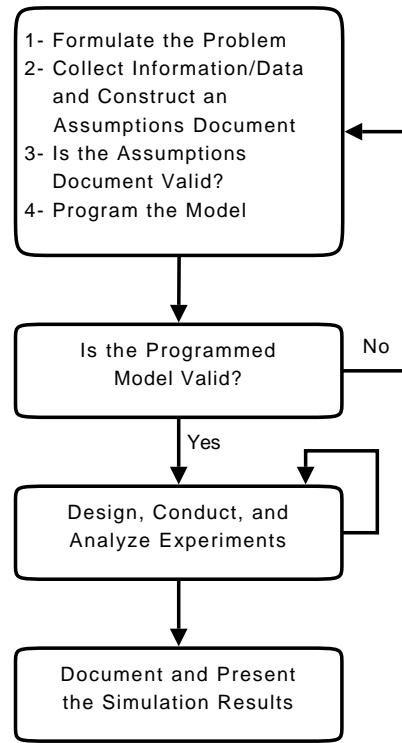 1- Formulate the Problem
2- Collect Information/Data
and Construct an
Assumptions Document
3- Is the Assumptions
Document Valid?
4- Program the Model
Is the Programmed
Model Valid?
No
Yes
Design, Conduct, and
Analyze Experiments
Document and Present
the Simulation Results